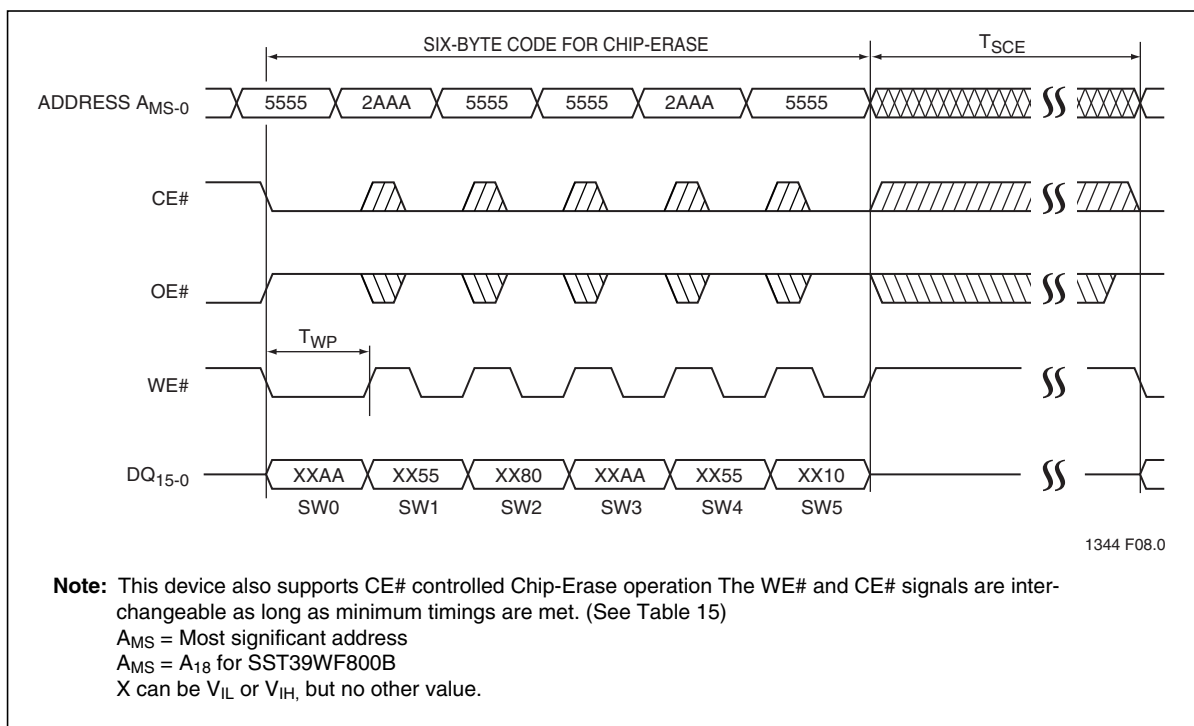 SIX-BYTE CODE FOR CHIP-ERASE
TSCE
ADDRESS AMS-0
5555 2AAA 5555 5555 2AAA 5555
CE#
OE#
TWP
WE#
DQ15-0
XXAA XX55 XX80 XXAA XX55 XX10
SW0 SW1 SW2 SW3 SW4 SW5
1344 F08.0
Note: This device also supports CE# controlled Chip-Erase operation The WE# and CE# signals are inter-
changeable as long as minimum timings are met. (See Table 15)
AMS = Most significant address
AMS = A18 for SST39WF800B
X can be VIL or VIH, but no other value.